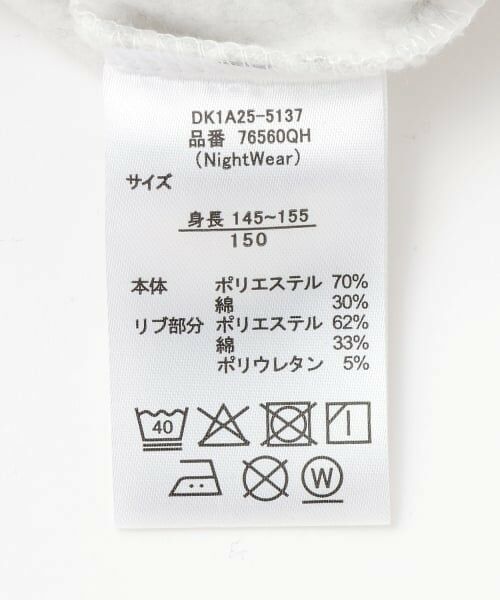 DK1A25-5137
品番 76560QH
(NightWear)
サイズ
身長 145~155
150
本体 ポリエステル 70%
綿 30%
リブ部分 ポリエステル 62%
綿 33%
ポリウレタン 5%
40
W